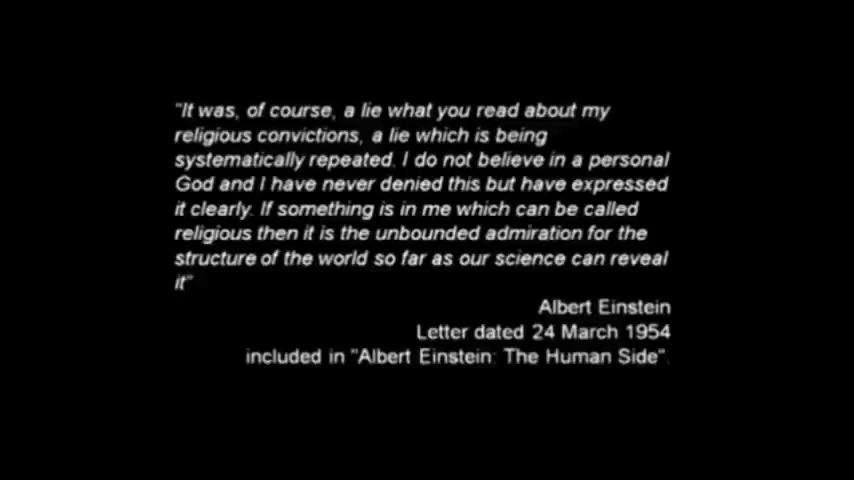 "It was, of course, a lie what you read about my
religious convictions, a lie which is being
systematically repeated. I do not believe in a personal
God and I have never denied this but have expressed
it clearly. If something is in me which can be called
religious then it is the unbounded admiration for the
structure of the world so far as our science can reveal
it"
Albert Einstein
Letter dated 24 March 1954
included in "Albert Einstein: The Human Side".